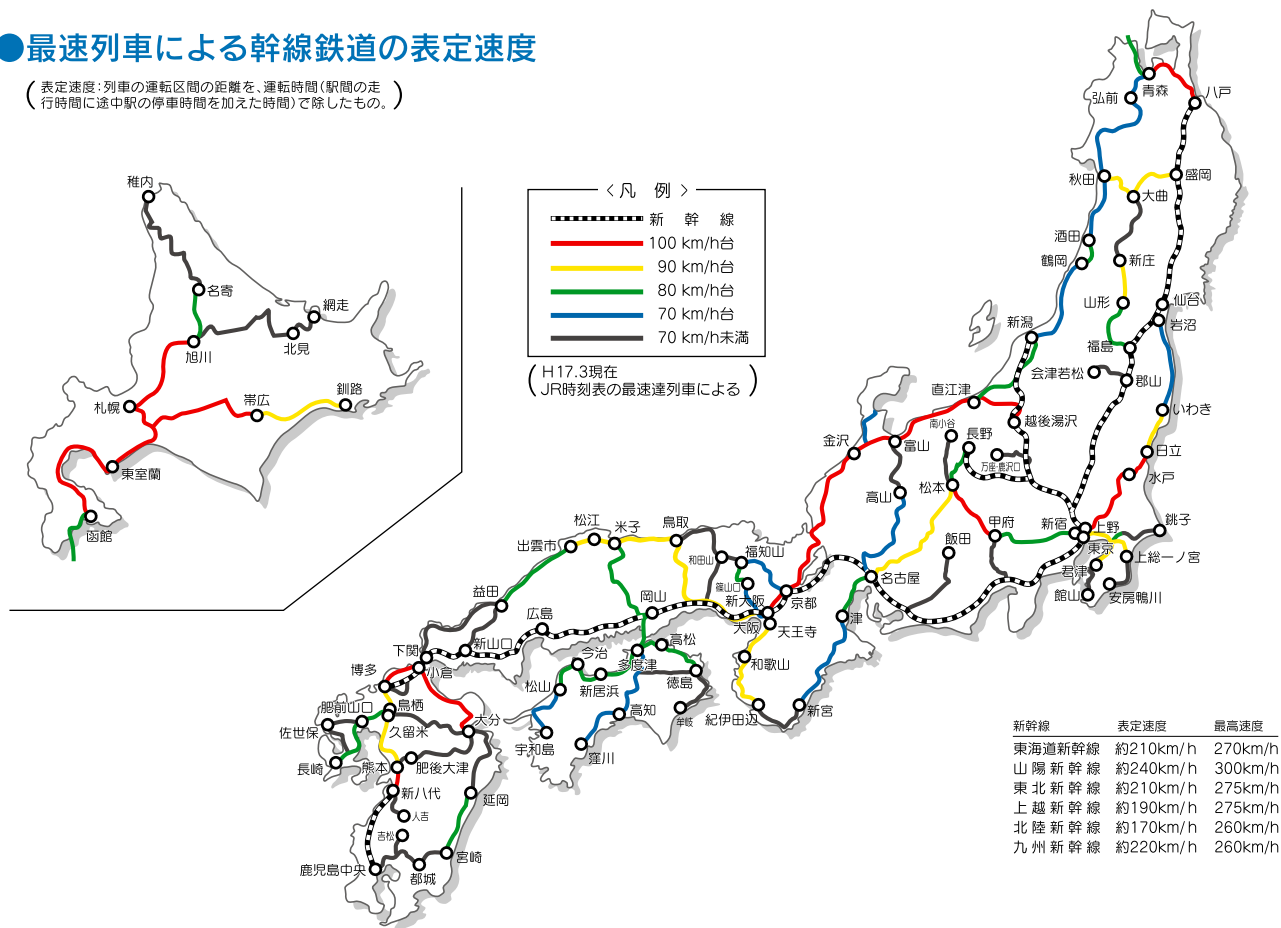 ●最速列車による幹線鉄道の表定速度
(表定速度:列車の運転区間の距離を、運転時間(駅間の走
行時間に途中駅の停車時間を加えた時間)で除したもの。)
〈凡 例〉
新 幹 線
100 km/h台
90 km/h台
80 km/h台
70 km/h台
70 km/h未満
(H17.3現在
JR時刻表の最速達列車による)
稚内
名寄
網走
北見
旭川
札幌
帯広
釧路
東室蘭
函館
青森
弘前
八戸
秋田
盛岡
大曲
酒田
鶴岡
新庄
山形
仙台
岩沼
新潟
福島
会津若松
郡山
直江津
越後湯沢
いわき
南小谷
長野
日立
金沢
富山
万座・鹿沢口
水戸
松本
高山
甲府
新宿
上野
銚子
東京
飯田
上総一ノ宮
君津
館山
安房鴨川
名古屋
松江
米子
鳥取
出雲市
和田山
福知山
篠山口
新大阪
京都
益田
広島
岡山
大阪
天王寺
津
下関
新山口
高松
今治
多度津
和歌山
博多
小倉
松山
新居浜
徳島
肥前山口
鳥栖
大分
高知
牟岐
紀伊田辺
新宮
佐世保
久留米
宇和島
窪川
長崎
熊本
肥後大津
新八代
延岡
人吉
吉松
鹿児島中央
都城
宮崎
新幹線 表定速度 最高速度
東海道新幹線 約210km/h 270km/h
山陽新幹線 約240km/h 300km/h
東北新幹線 約210km/h 275km/h
上越新幹線 約190km/h 275km/h
北陸新幹線 約170km/h 260km/h
九州新幹線 約220km/h 260km/h